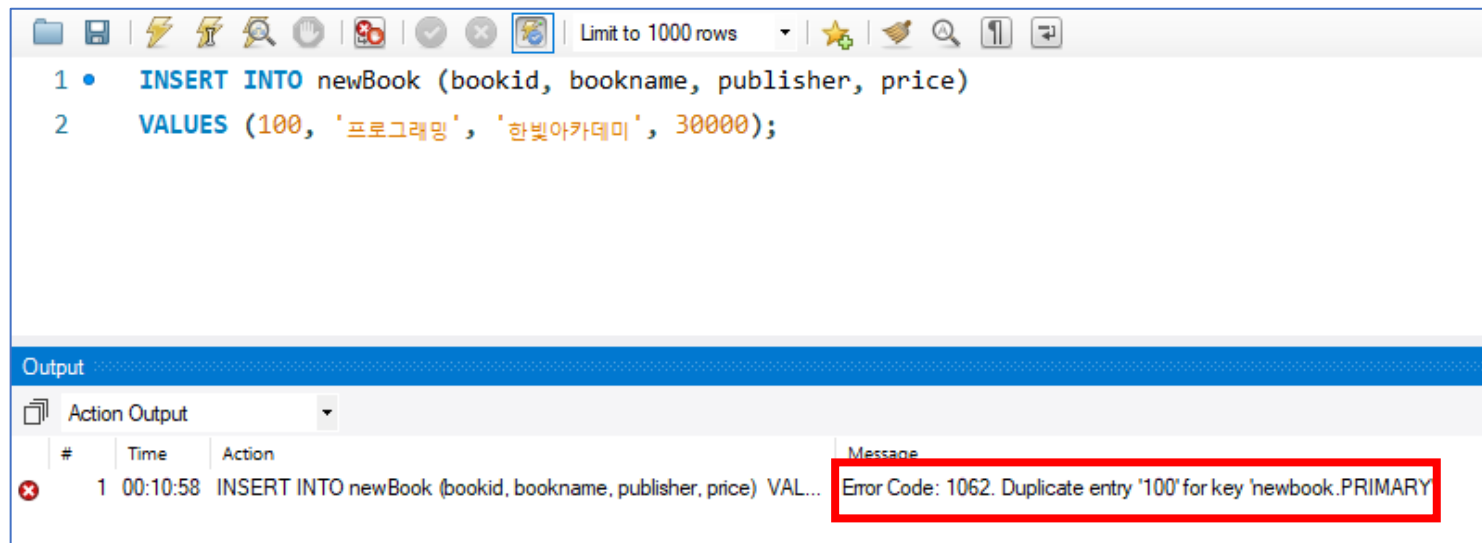 Limit to 1000 rows
1 INSERT INTO newBook (bookid, bookname, publisher, price)
2 VALUES (100, '프로그래밍', '한빛아카데미', 30000);
Output
Action Output
# Time Action Message
1 00:10:58 INSERT INTO newBook (bookid, bookname, publisher, price) VAL... Error Code: 1062. Duplicate entry '100' for key 'newbook.PRIMARY'